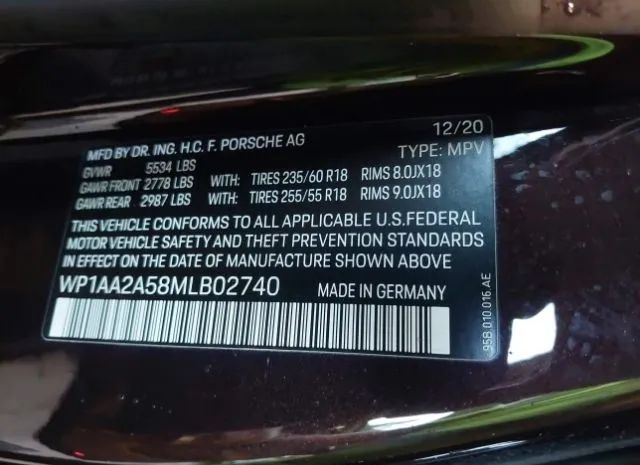 MFD BY DR. ING. H.C. F. PORSCHE AG 12/20
GVWR 5534 LBS TYPE: MPV
GAWR FRONT 2778 LBS WITH: TIRES 235/60 R18 RIMS 8.0JX18
GAWR REAR 2987 LBS WITH: TIRES 255/55 R18 RIMS 9.0JX18
THIS VEHICLE CONFORMS TO ALL APPLICABLE U.S.FEDERAL
MOTOR VEHICLE SAFETY AND THEFT PREVENTION STANDARDS
IN EFFECT ON THE DATE OF MANUFACTURE SHOWN ABOVE
WP1AA2A58MLB02740 MADE IN GERMANY
95B.010.016.AE